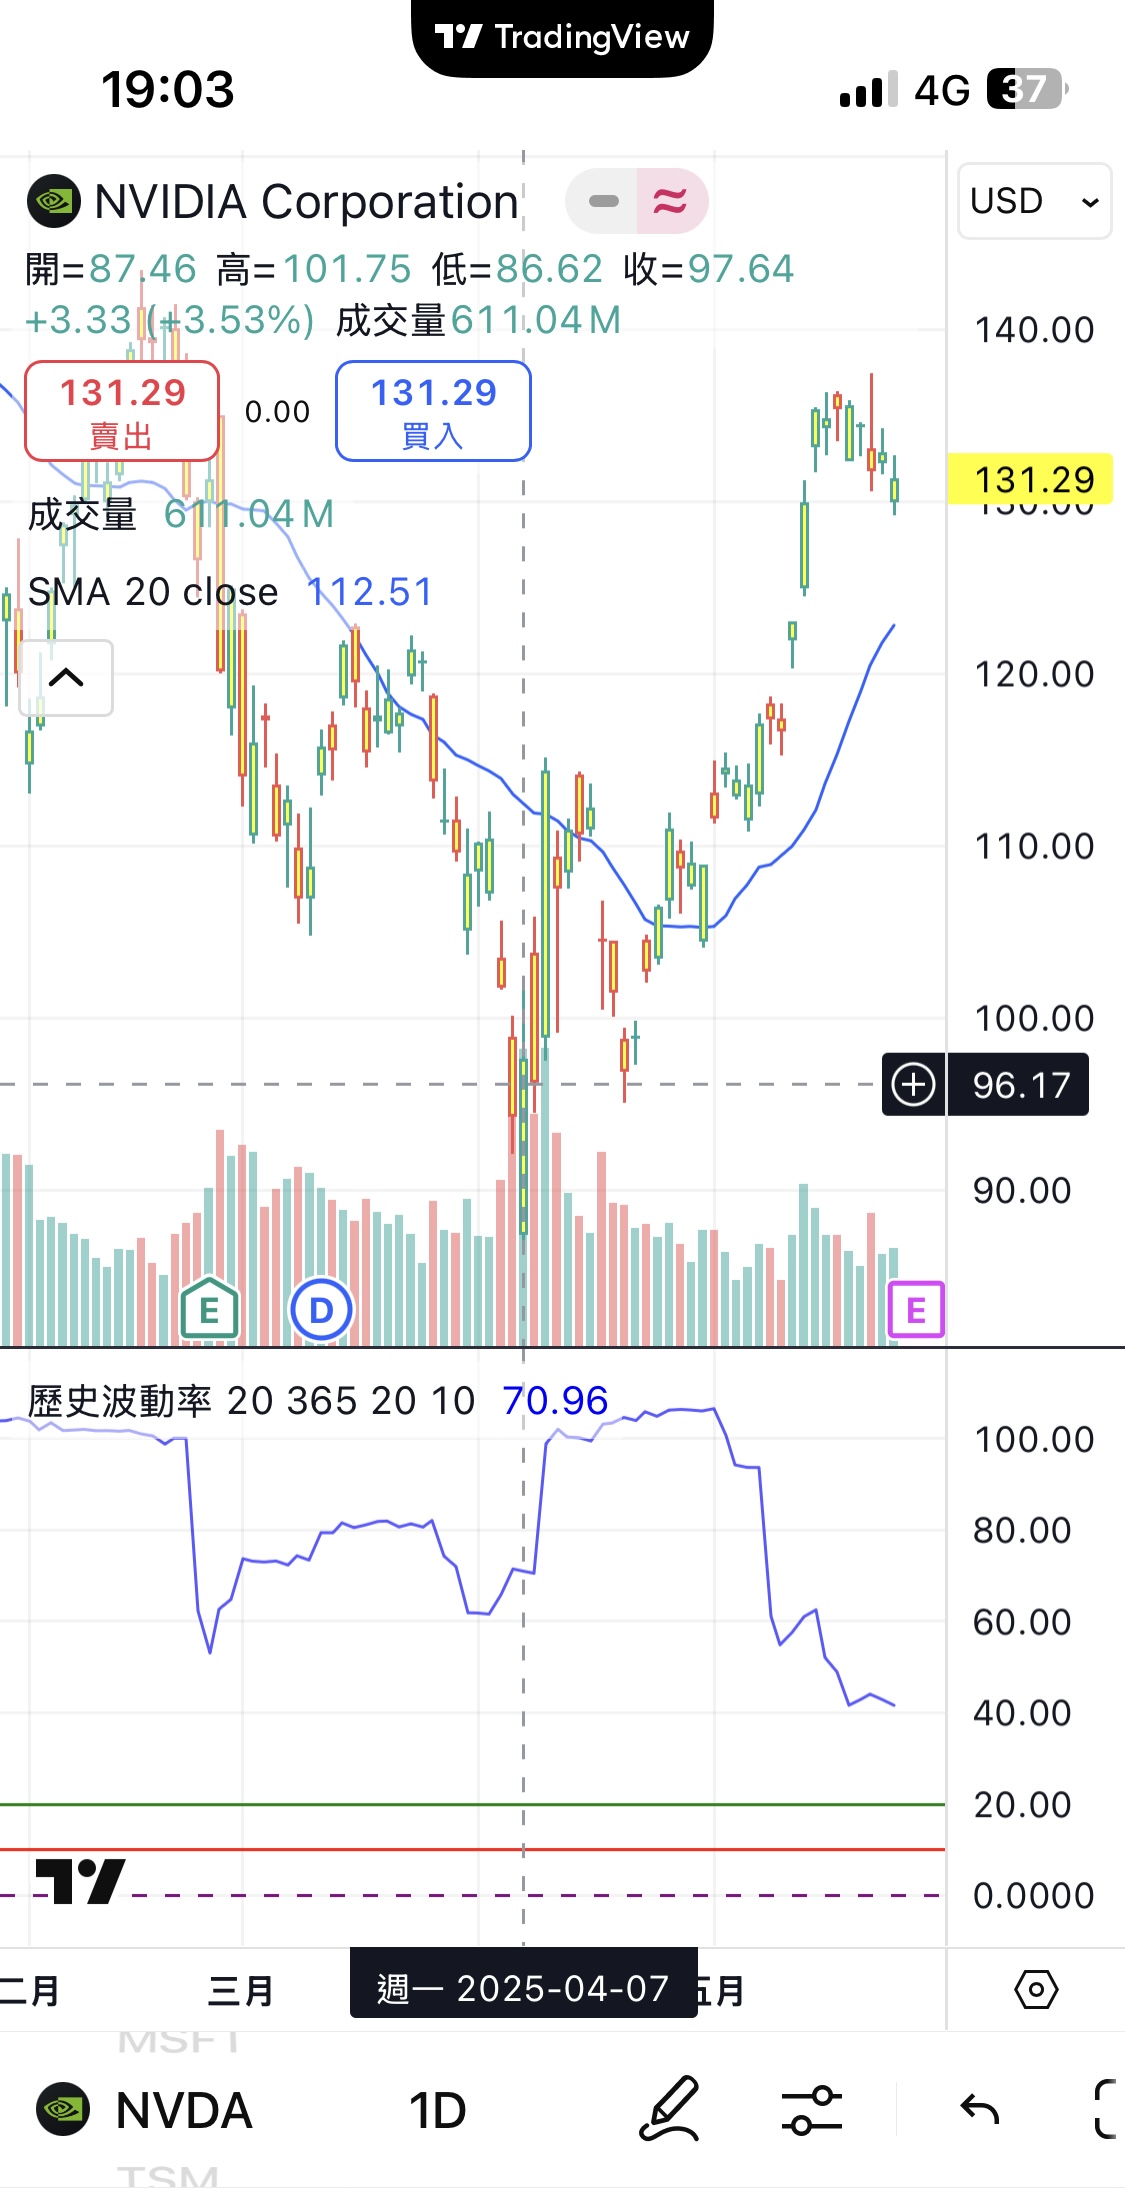 TradingView
19:03
4G 37
NVIDIA Corporation
USD
開=87.46 高=101.75 低=86.62 收=97.64
+3.33 (+3.53%) 成交量611.04 M
140.00
131.29 賣出
0.00
131.29 買入
131.29
130.00
成交量 611.04 M
SMA 20 close 112.51
120.00
110.00
100.00
96.17
90.00
E
D
E
歷史波動率 20 365 20 10 70.96
100.00
80.00
60.00
40.00
20.00
0.0000
二月 三月 週一 2025-04-07 五月
MSFT
NVDA 1D
TSM